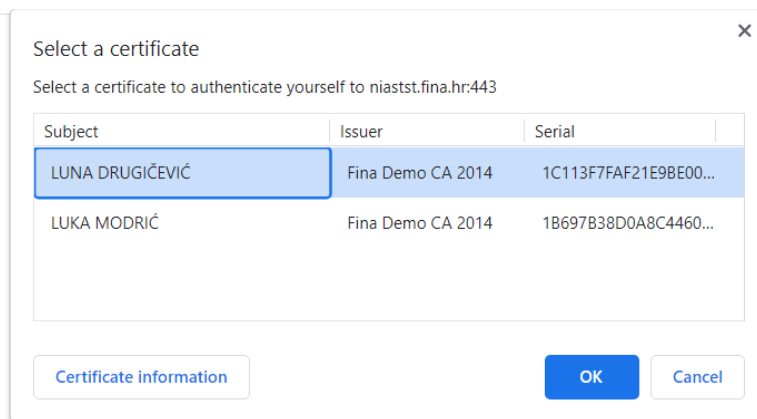 Select a certificate
Select a certificate to authenticate yourself to niastst.fina.hr:443
Subject Issuer Serial
LUNA DRUGIČEVIĆ Fina Demo CA 2014 1C113F7FAF21E9BE00...
LUKA MODRIĆ Fina Demo CA 2014 1B697B38D0A8C4460...
Certificate information OK Cancel